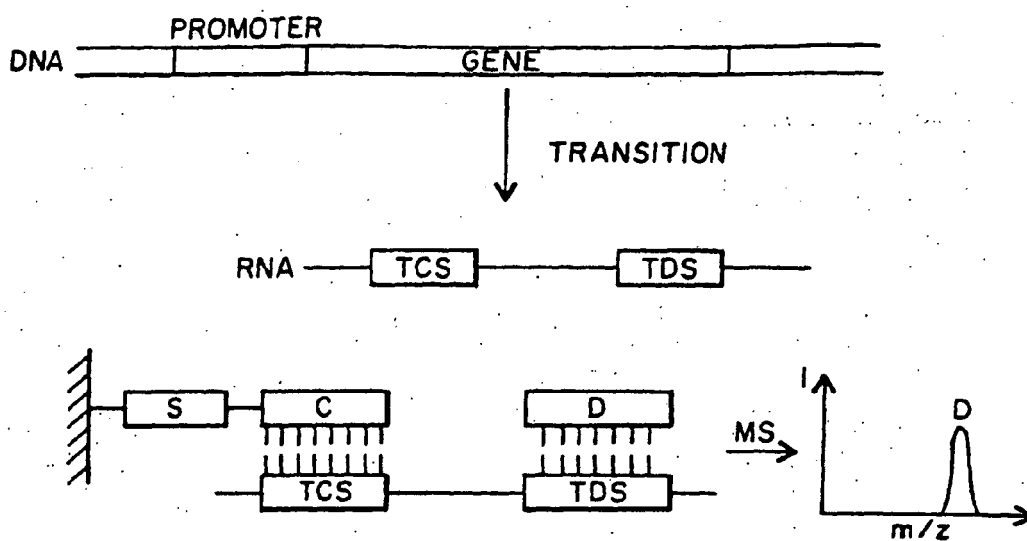 PROMOTER
DNA
GENE
TRANSITION
RNA
TCS
TDS
S
C
D
TCS
TDS
MS
I
D
m/z